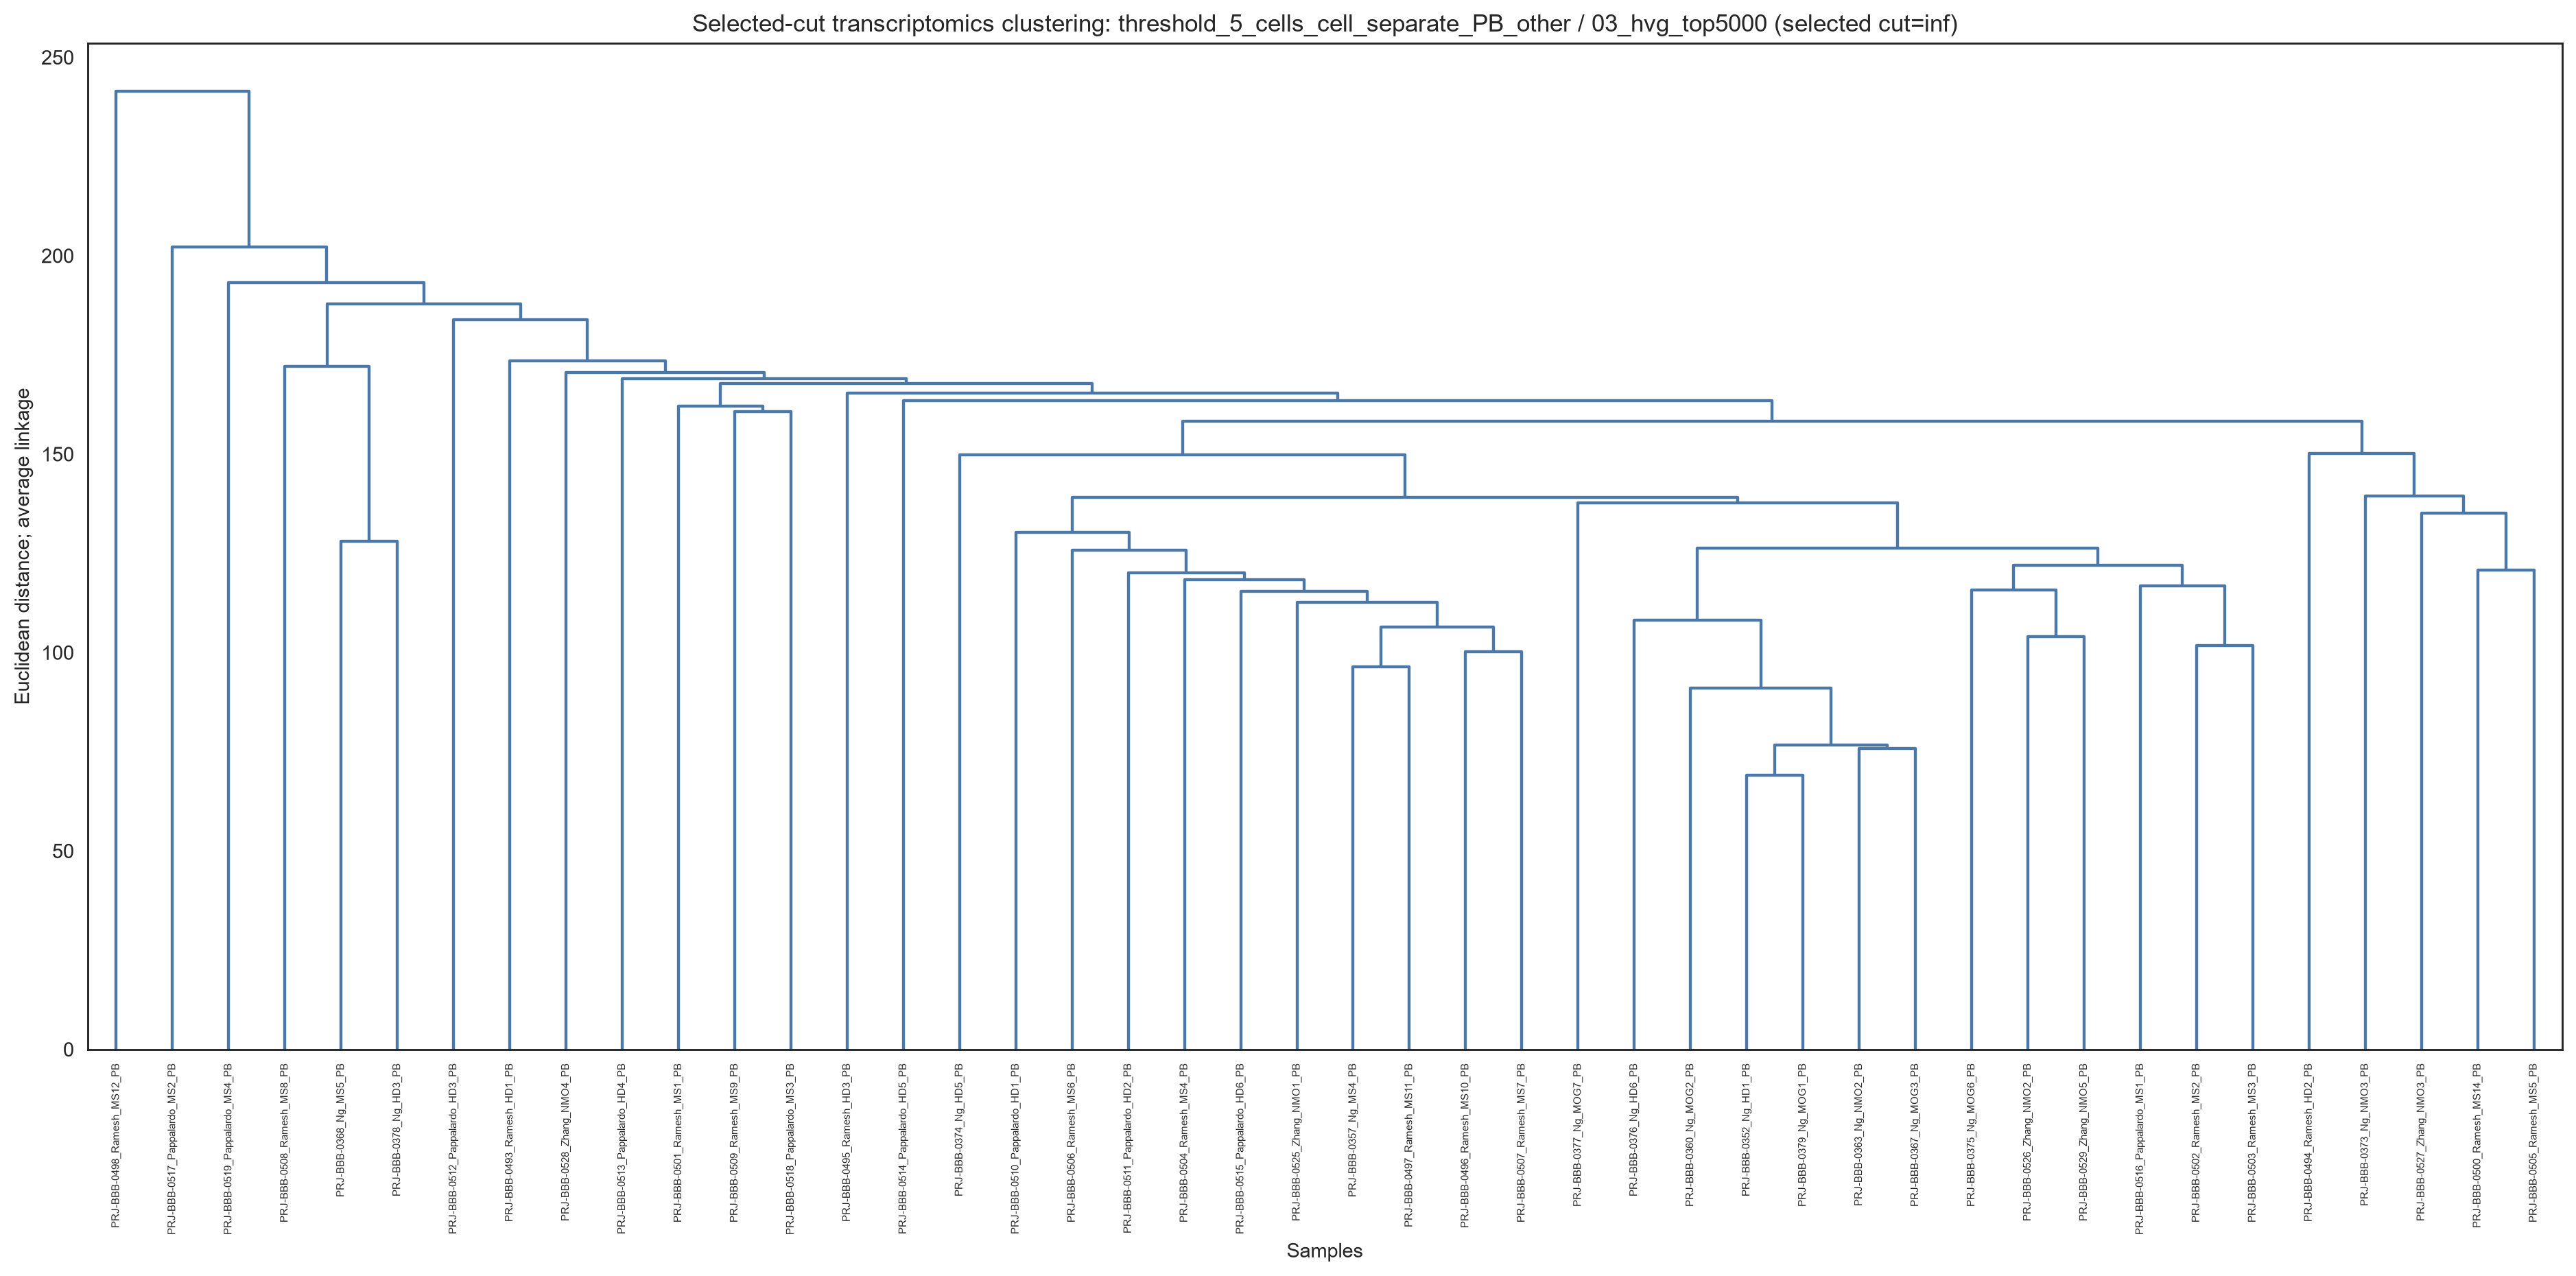 Selected-cut transcriptomics clustering: threshold_5_cells_cell_separate_PB_other / 03_hvg_top5000 (selected cut=inf)
250
200
150
100
50
0
Euclidean distance; average linkage
PRJ-BBB-0498_Ramesh_MS12_PB
PRJ-BBB-0517_Pappalardo_MS2_PB
PRJ-BBB-0519_Pappalardo_MS4_PB
PRJ-BBB-0508_Ramesh_MS8_PB
PRJ-BBB-0368_Ng_MS5_PB
PRJ-BBB-0378_Ng_HD3_PB
PRJ-BBB-0512_Pappalardo_HD3_PB
PRJ-BBB-0493_Ramesh_HD1_PB
PRJ-BBB-0528_Zhang_NMO4_PB
PRJ-BBB-0513_Pappalardo_HD4_PB
PRJ-BBB-0501_Ramesh_MS1_PB
PRJ-BBB-0509_Ramesh_MS9_PB
PRJ-BBB-0518_Pappalardo_MS3_PB
PRJ-BBB-0495_Ramesh_HD3_PB
PRJ-BBB-0514_Pappalardo_HD5_PB
PRJ-BBB-0374_Ng_HD5_PB
PRJ-BBB-0510_Pappalardo_HD1_PB
PRJ-BBB-0506_Ramesh_MS6_PB
PRJ-BBB-0511_Pappalardo_HD2_PB
PRJ-BBB-0504_Ramesh_MS4_PB
PRJ-BBB-0515_Pappalardo_HD6_PB
PRJ-BBB-0525_Zhang_NMO1_PB
PRJ-BBB-0357_Ng_MS4_PB
PRJ-BBB-0497_Ramesh_MS11_PB
PRJ-BBB-0496_Ramesh_MS10_PB
PRJ-BBB-0507_Ramesh_MS7_PB
PRJ-BBB-0377_Ng_MOG7_PB
PRJ-BBB-0376_Ng_HD6_PB
PRJ-BBB-0360_Ng_MOG2_PB
PRJ-BBB-0352_Ng_HD1_PB
PRJ-BBB-0379_Ng_MOG1_PB
PRJ-BBB-0363_Ng_NMO2_PB
PRJ-BBB-0367_Ng_MOG3_PB
PRJ-BBB-0375_Ng_MOG6_PB
PRJ-BBB-0526_Zhang_NMO2_PB
PRJ-BBB-0529_Zhang_NMO5_PB
PRJ-BBB-0516_Pappalardo_MS1_PB
PRJ-BBB-0502_Ramesh_MS2_PB
PRJ-BBB-0503_Ramesh_MS3_PB
PRJ-BBB-0494_Ramesh_HD2_PB
PRJ-BBB-0373_Ng_NMO3_PB
PRJ-BBB-0527_Zhang_NMO3_PB
PRJ-BBB-0500_Ramesh_MS14_PB
PRJ-BBB-0505_Ramesh_MS5_PB
Samples